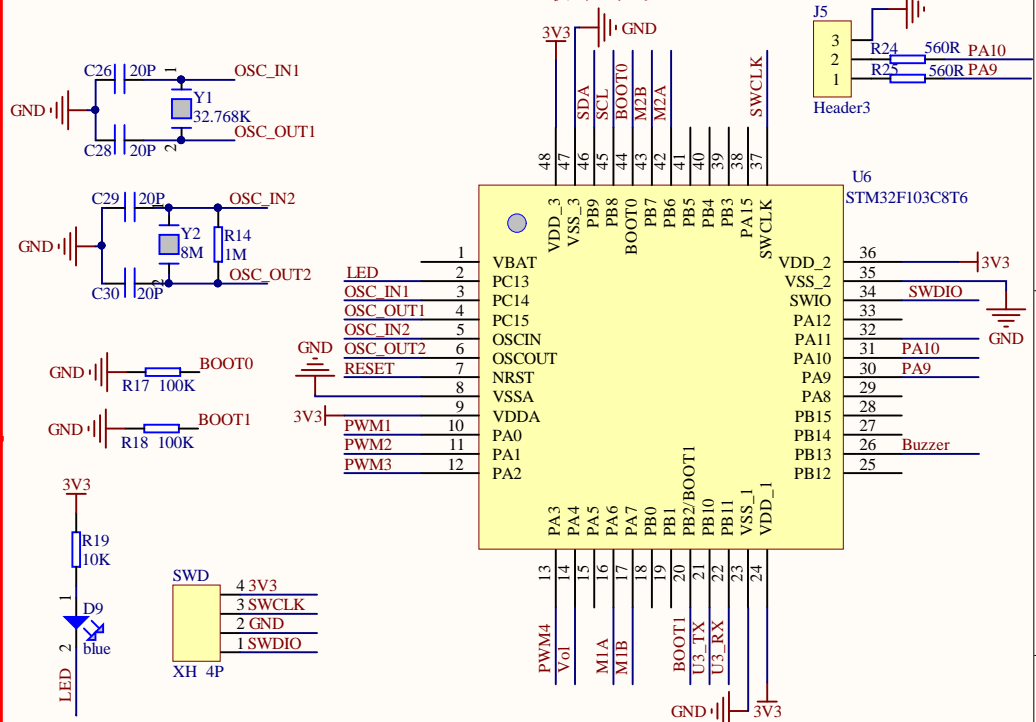 J5
3
2
1
R24 560R PA10
R25 560R PA9
Header3
C26 20P
1
OSC_IN1
GND
Y1
32.768K
C28 20P
2
OSC_OUT1
C29 20P
1
OSC_IN2
GND
Y2
8M
R14
1M
C30 20P
2
OSC_OUT2
GND
R17 100K
BOOT0
GND
R18 100K
BOOT1
3V3
R19
10K
1
D9
blue
2
LED
SWD
4 3V3
3 SWCLK
2 GND
1 SWDIO
XH 4P
U6
STM32F103C8T6
3V3
GND
48 VDD_3
47 VSS_3
SDA 46 PB9
SCL 45 PB8
BOOT0 44 BOOT0
M2B 43 PB7
M2A 42 PB6
41 PB5
40 PB4
39 PB3
38 PA15
SWCLK 37 SWCLK
1 VBAT
LED 2 PC13
OSC_IN1 3 PC14
OSC_OUT1 4 PC15
OSC_IN2 5 OSCIN
OSC_OUT2 6 OSCOUT
RESET 7 NRST
GND 8 VSSA
3V3 9 VDDA
PWM1 10 PA0
PWM2 11 PA1
PWM3 12 PA2
VDD_2 36 3V3
VSS_2 35
GND
SWIO 34 SWDIO
PA12 33
PA11 32
PA10 31 PA10
PA9 30 PA9
PA8 29
PB15 28
PB14 27
PB13 26 Buzzer
PB12 25
PA3 13 PWM4
PA4 14 Vol
PA5 15
PA6 16 M1A
PA7 17 M1B
PB0 18
PB1 19
PB2/BOOT1 20 BOOT1
PB10 21 U3_TX
PB11 22 U3_RX
VSS_1 23
VDD_1 24
GND
3V3